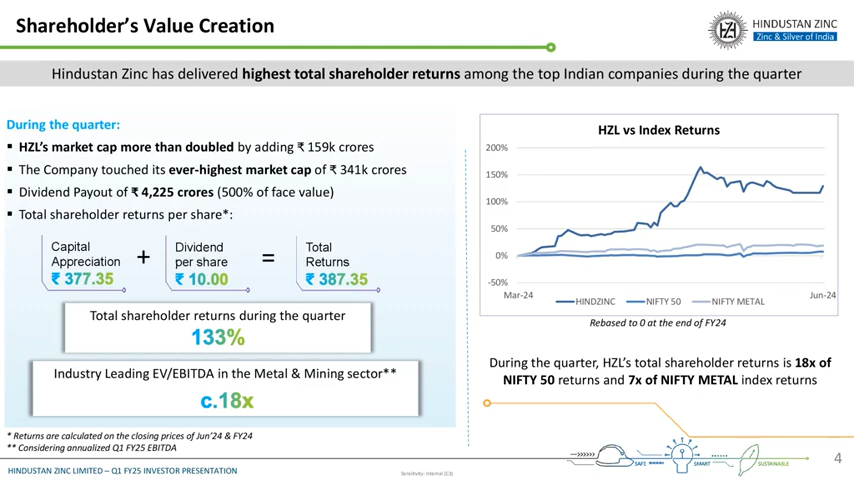 Shareholder's Value Creation
HINDUSTAN ZINC
Zinc & Silver of India
Hindustan Zinc has delivered highest total shareholder returns among the top Indian companies during the quarter
During the quarter:
▪ HZL's market cap more than doubled by adding ₹ 159k crores
▪ The Company touched its ever-highest market cap of ₹ 341k crores
▪ Dividend Payout of ₹ 4,225 crores (500% of face value)
▪ Total shareholder returns per share*:
Capital
Appreciation
₹ 377.35
+
Dividend
per share
₹ 10.00
=
Total
Returns
₹ 387.35
Total shareholder returns during the quarter
133%
Industry Leading EV/EBITDA in the Metal & Mining sector**
c.18x
* Returns are calculated on the closing prices of Jun'24 & FY24
** Considering annualized Q1 FY25 EBITDA
HZL vs Index Returns
200%
150%
100%
50%
0%
-50%
Mar-24
Jun-24
HINDZINC
NIFTY 50
NIFTY METAL
Rebased to 0 at the end of FY24
During the quarter, HZL's total shareholder returns is 18x of
NIFTY 50 returns and 7x of NIFTY METAL index returns
SAFE
SMART
SUSTAINABLE
4
HINDUSTAN ZINC LIMITED – Q1 FY25 INVESTOR PRESENTATION
Sensitivity: Internal (C3)